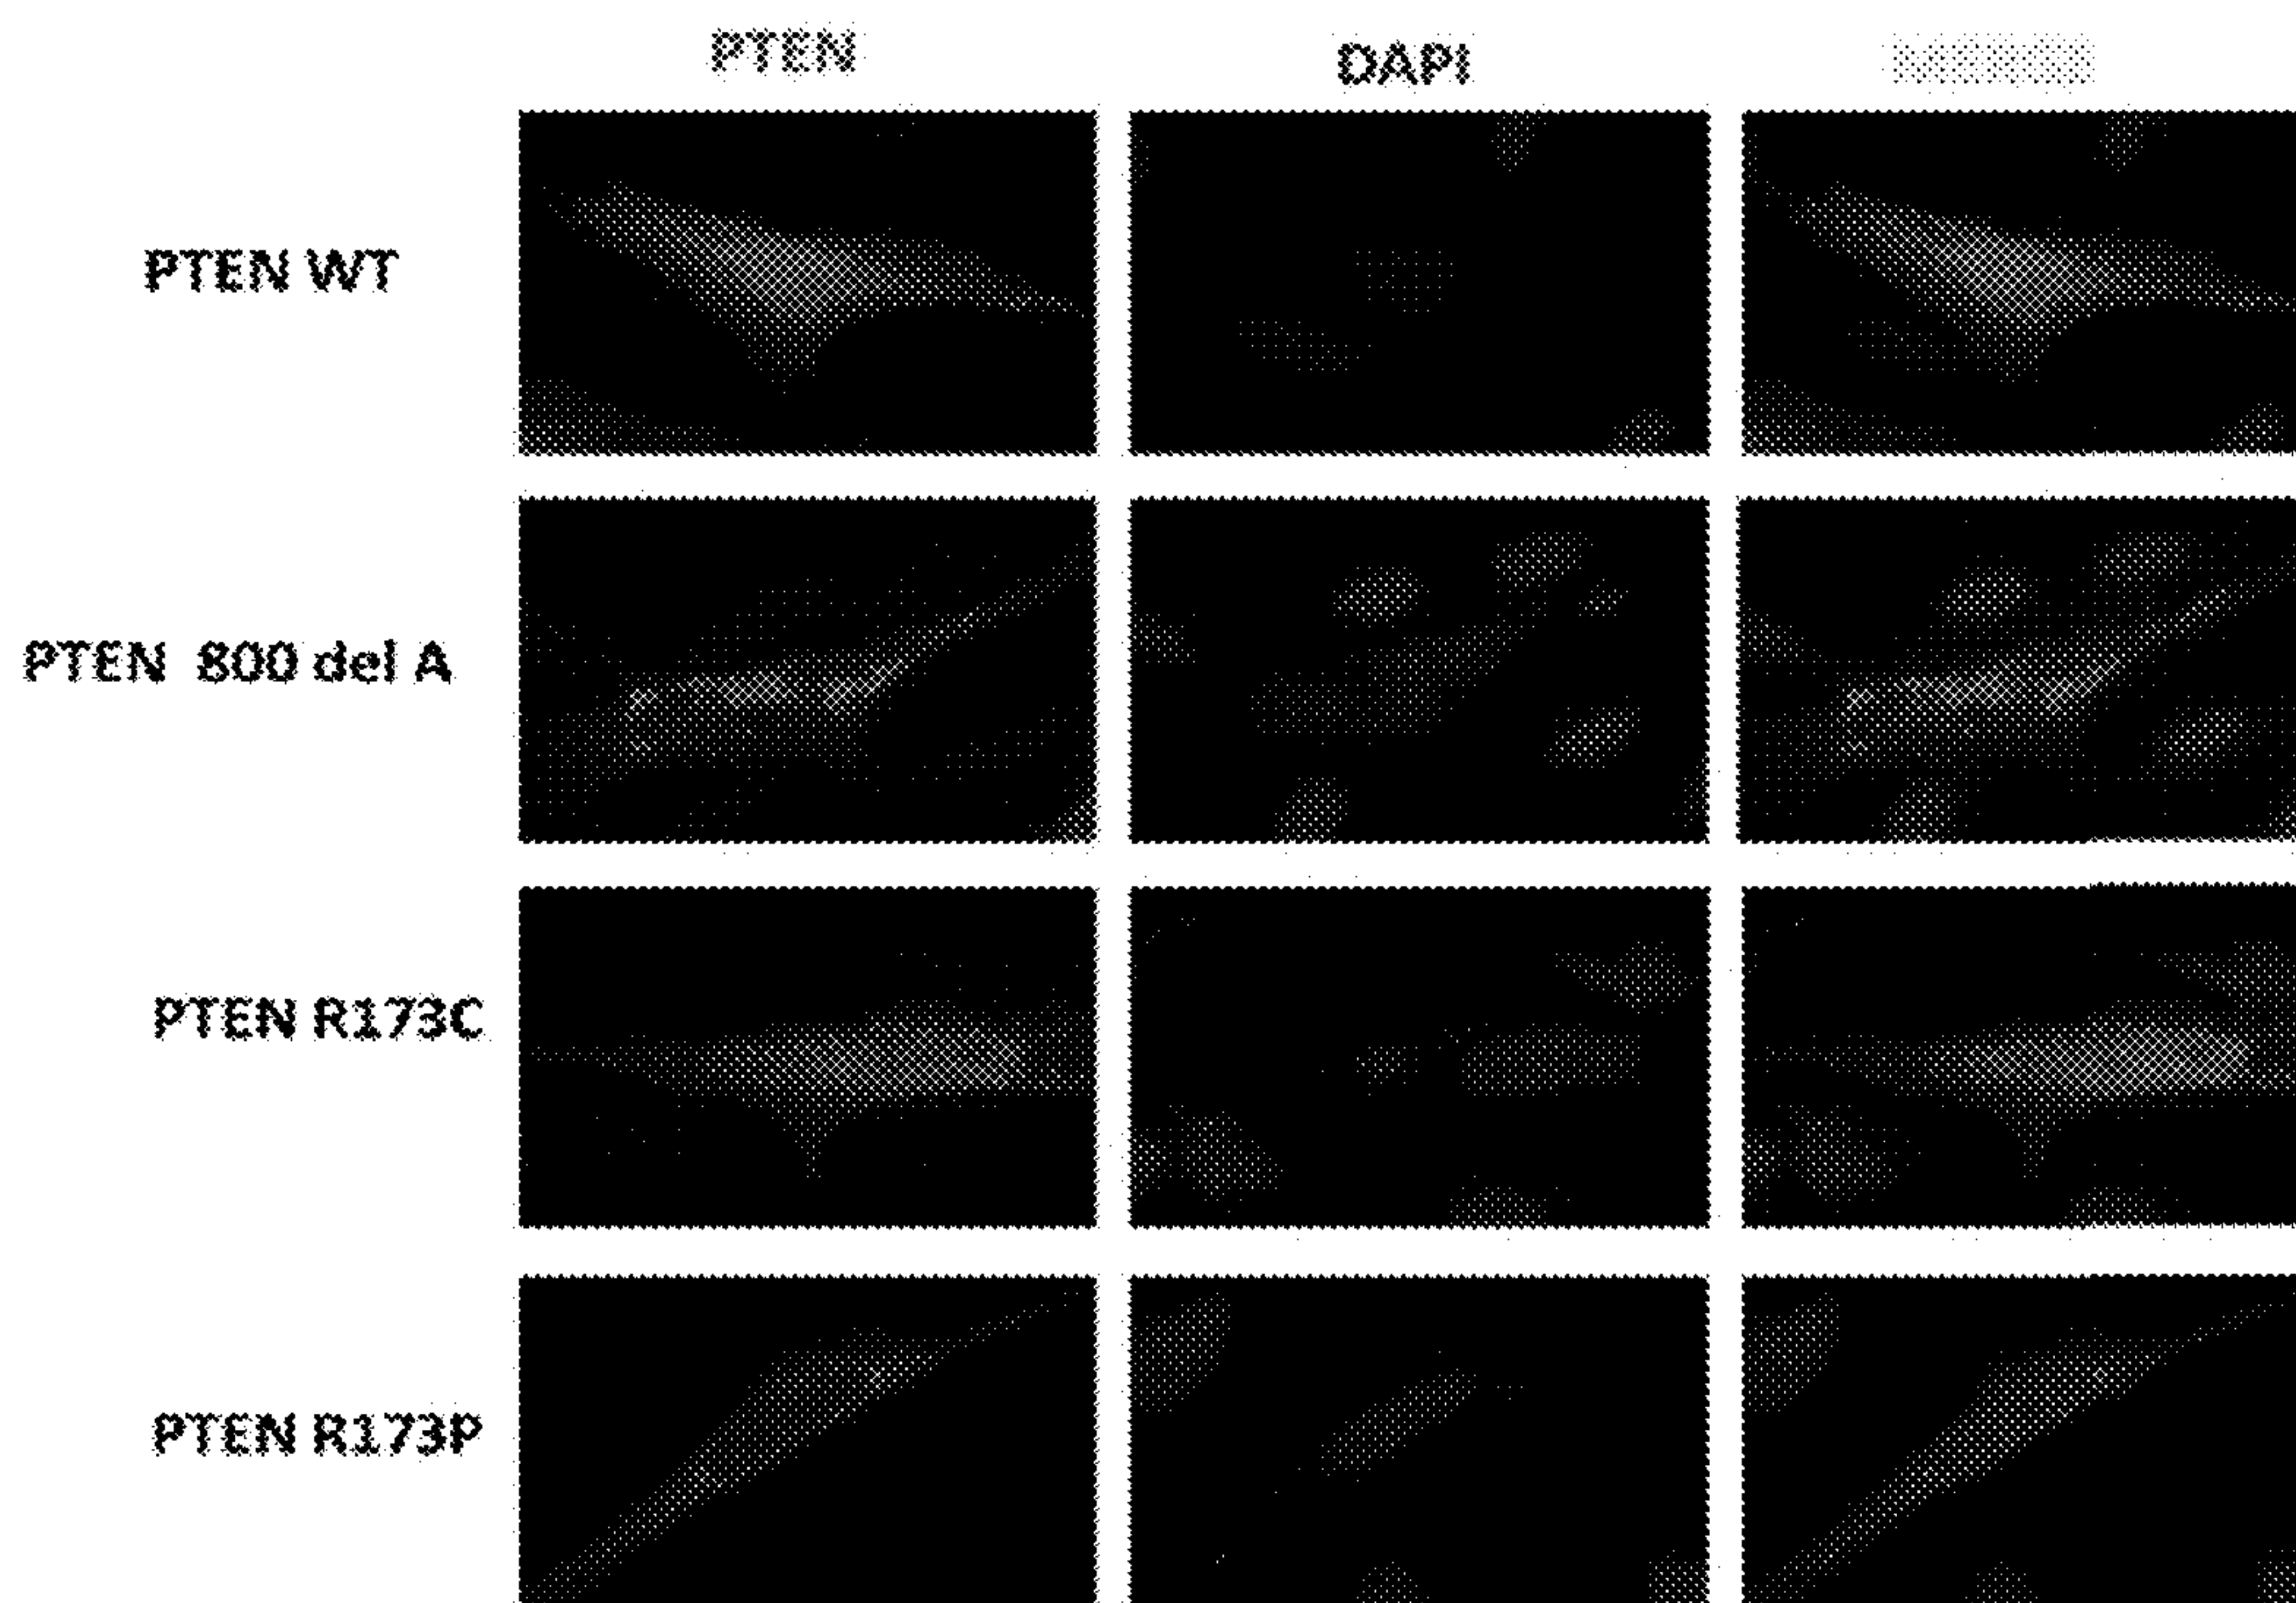 PTEN
DAPI
PTEN WT
PTEN 800 del A
PTEN R173C
PTEN R173P